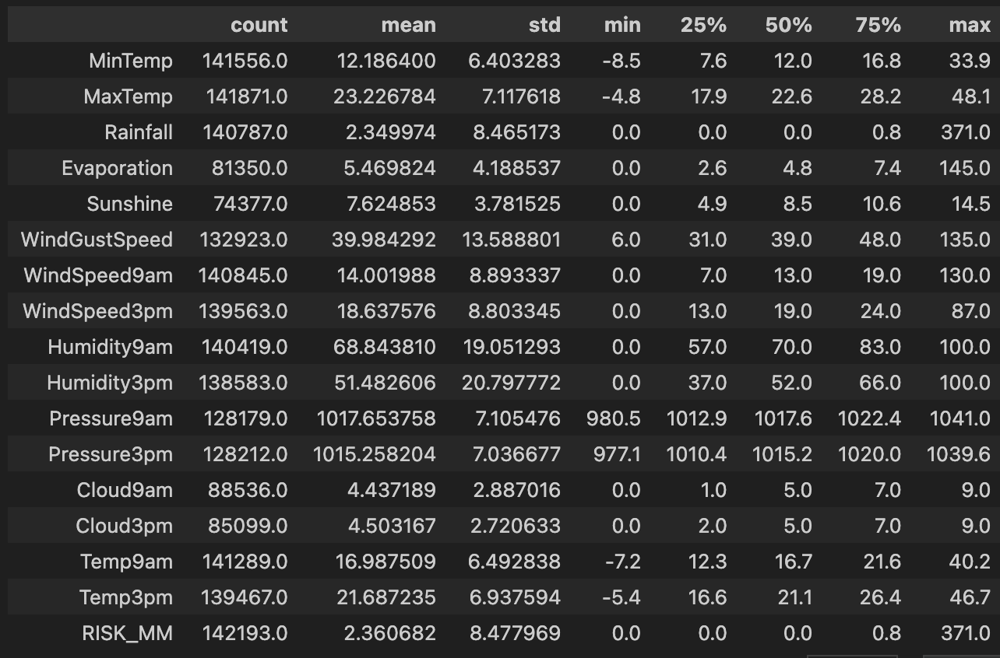 count mean std min 25% 50% 75% max
MinTemp 141556.0 12.186400 6.403283 -8.5 7.6 12.0 16.8 33.9
MaxTemp 141871.0 23.226784 7.117618 -4.8 17.9 22.6 28.2 48.1
Rainfall 140787.0 2.349974 8.465173 0.0 0.0 0.0 0.8 371.0
Evaporation 81350.0 5.469824 4.188537 0.0 2.6 4.8 7.4 145.0
Sunshine 74377.0 7.624853 3.781525 0.0 4.9 8.5 10.6 14.5
WindGustSpeed 132923.0 39.984292 13.588801 6.0 31.0 39.0 48.0 135.0
WindSpeed9am 140845.0 14.001988 8.893337 0.0 7.0 13.0 19.0 130.0
WindSpeed3pm 139563.0 18.637576 8.803345 0.0 13.0 19.0 24.0 87.0
Humidity9am 140419.0 68.843810 19.051293 0.0 57.0 70.0 83.0 100.0
Humidity3pm 138583.0 51.482606 20.797772 0.0 37.0 52.0 66.0 100.0
Pressure9am 128179.0 1017.653758 7.105476 980.5 1012.9 1017.6 1022.4 1041.0
Pressure3pm 128212.0 1015.258204 7.036677 977.1 1010.4 1015.2 1020.0 1039.6
Cloud9am 88536.0 4.437189 2.887016 0.0 1.0 5.0 7.0 9.0
Cloud3pm 85099.0 4.503167 2.720633 0.0 2.0 5.0 7.0 9.0
Temp9am 141289.0 16.987509 6.492838 -7.2 12.3 16.7 21.6 40.2
Temp3pm 139467.0 21.687235 6.937594 -5.4 16.6 21.1 26.4 46.7
RISK_MM 142193.0 2.360682 8.477969 0.0 0.0 0.0 0.8 371.0